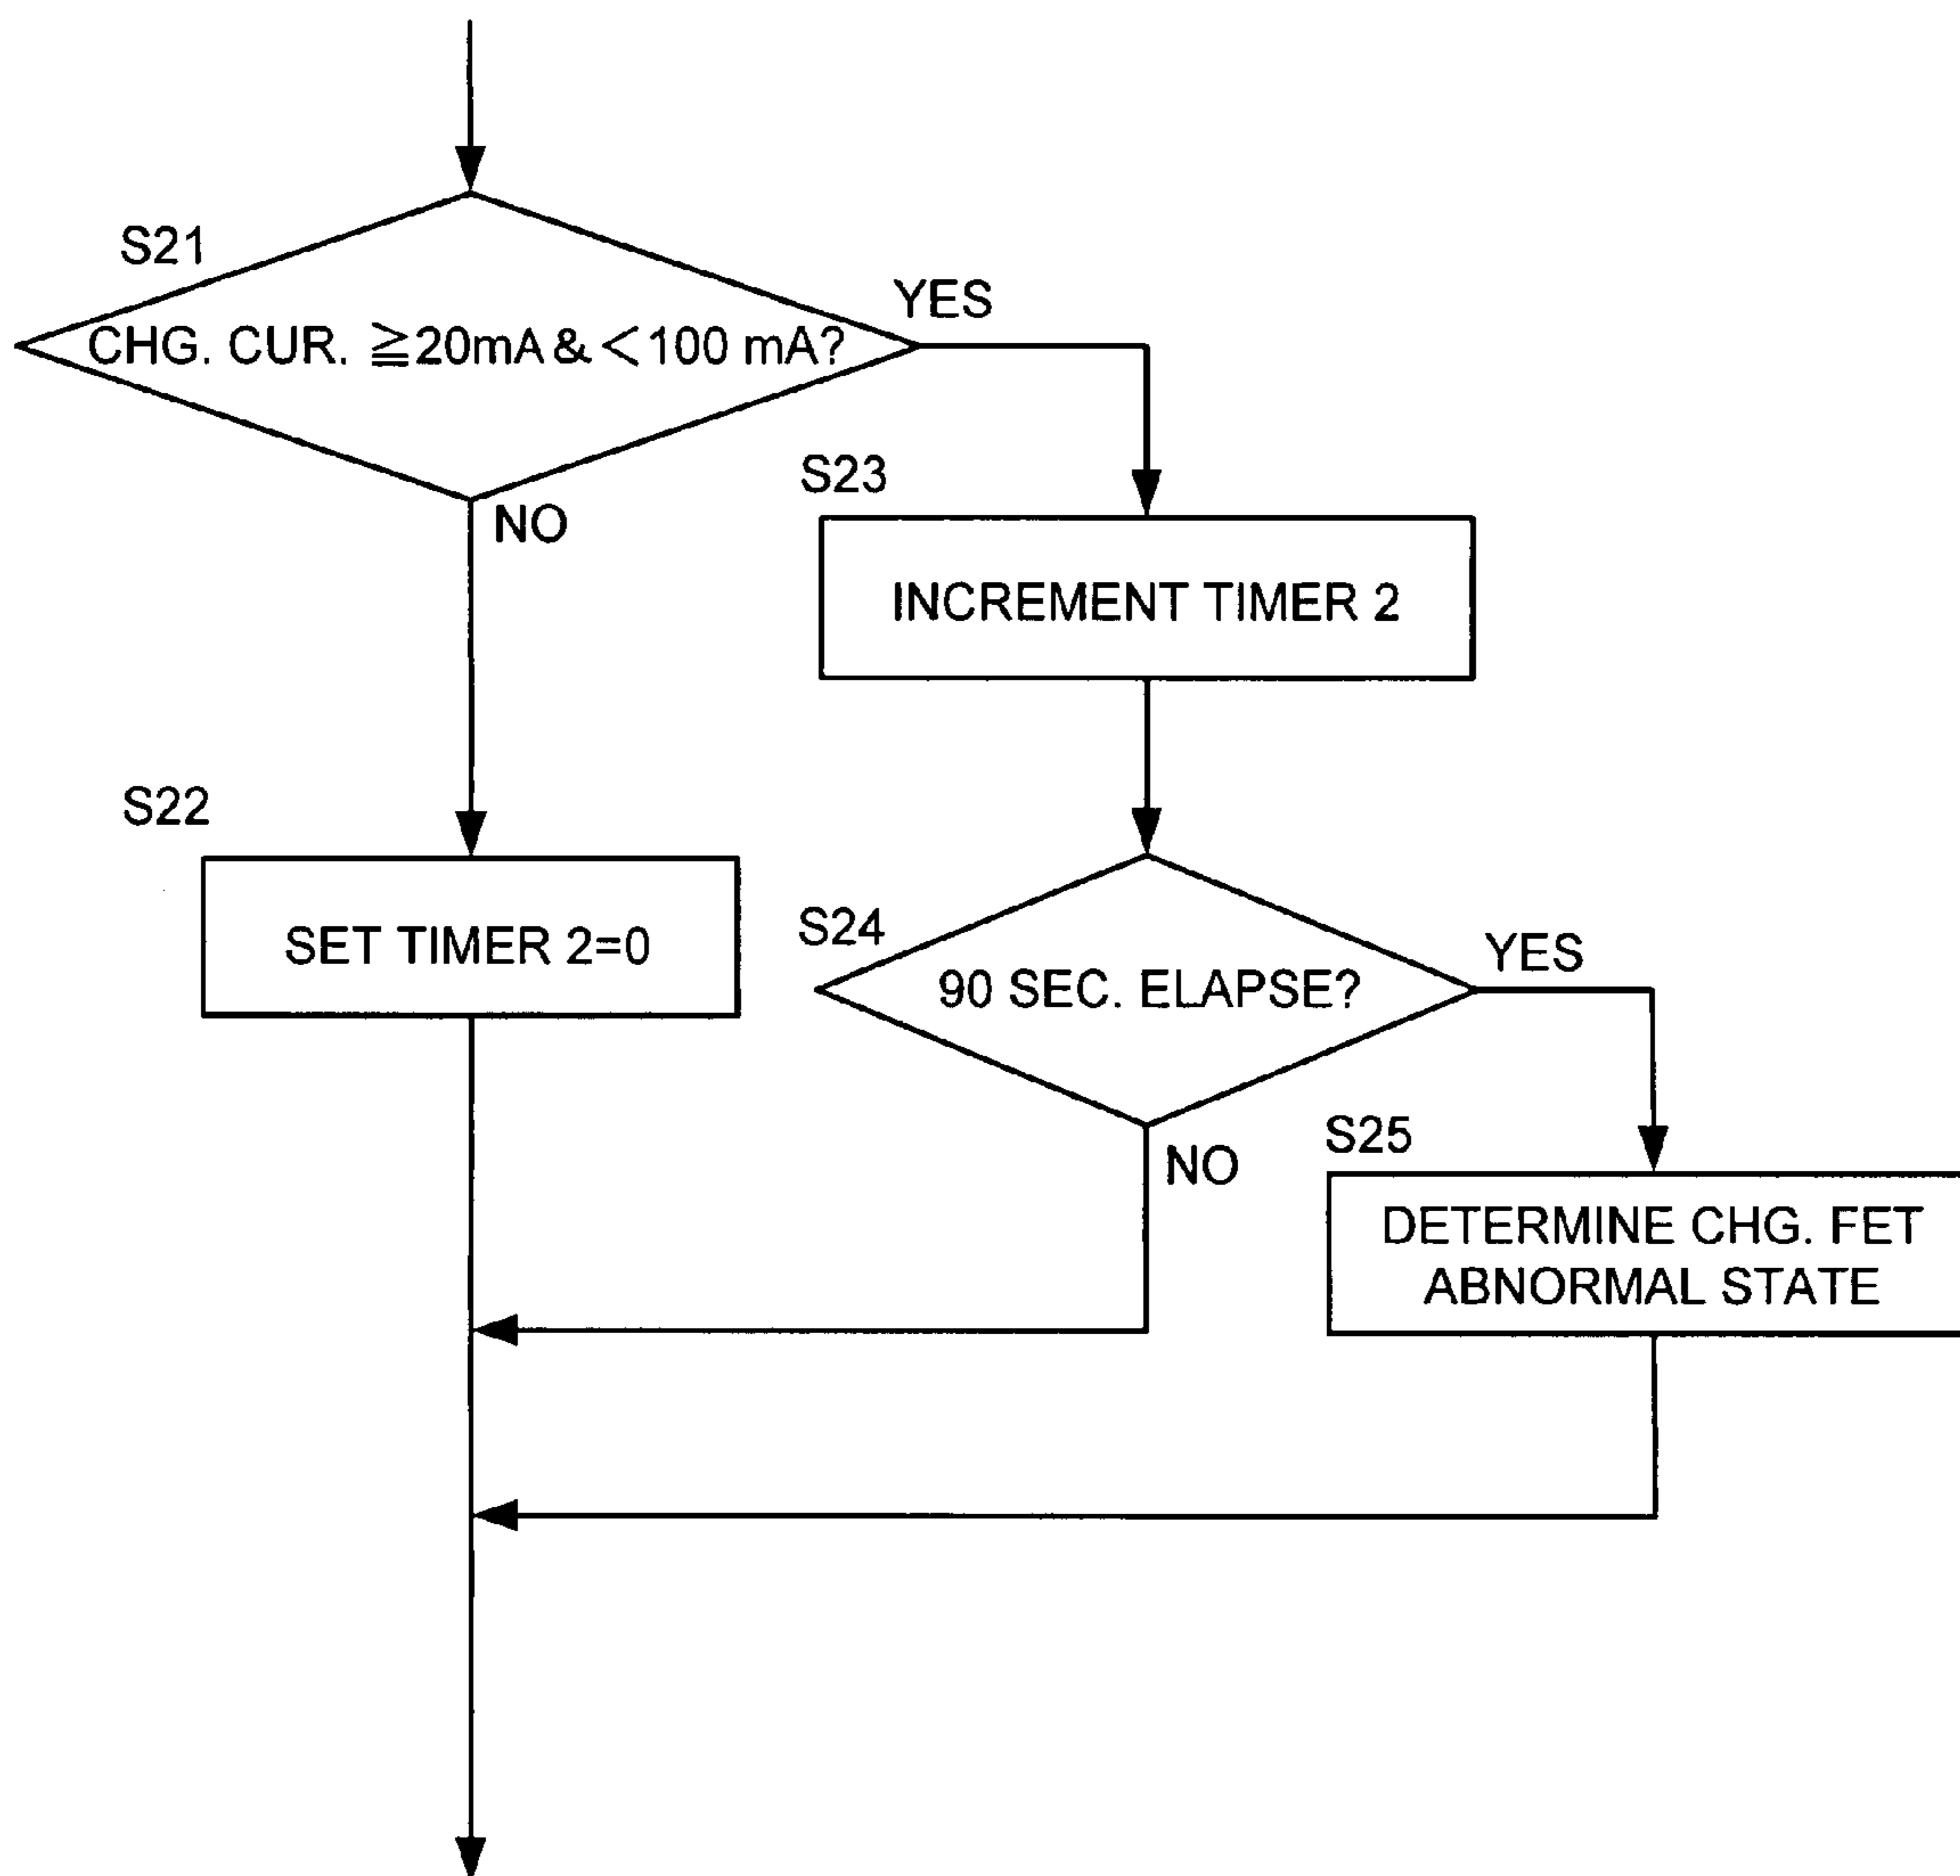 S21
CHG. CUR. ≧20mA & <100 mA?
YES
NO
S23
INCREMENT TIMER 2
S22
SET TIMER 2=0
S24
90 SEC. ELAPSE?
YES
NO
S25
DETERMINE CHG. FET
ABNORMAL STATE